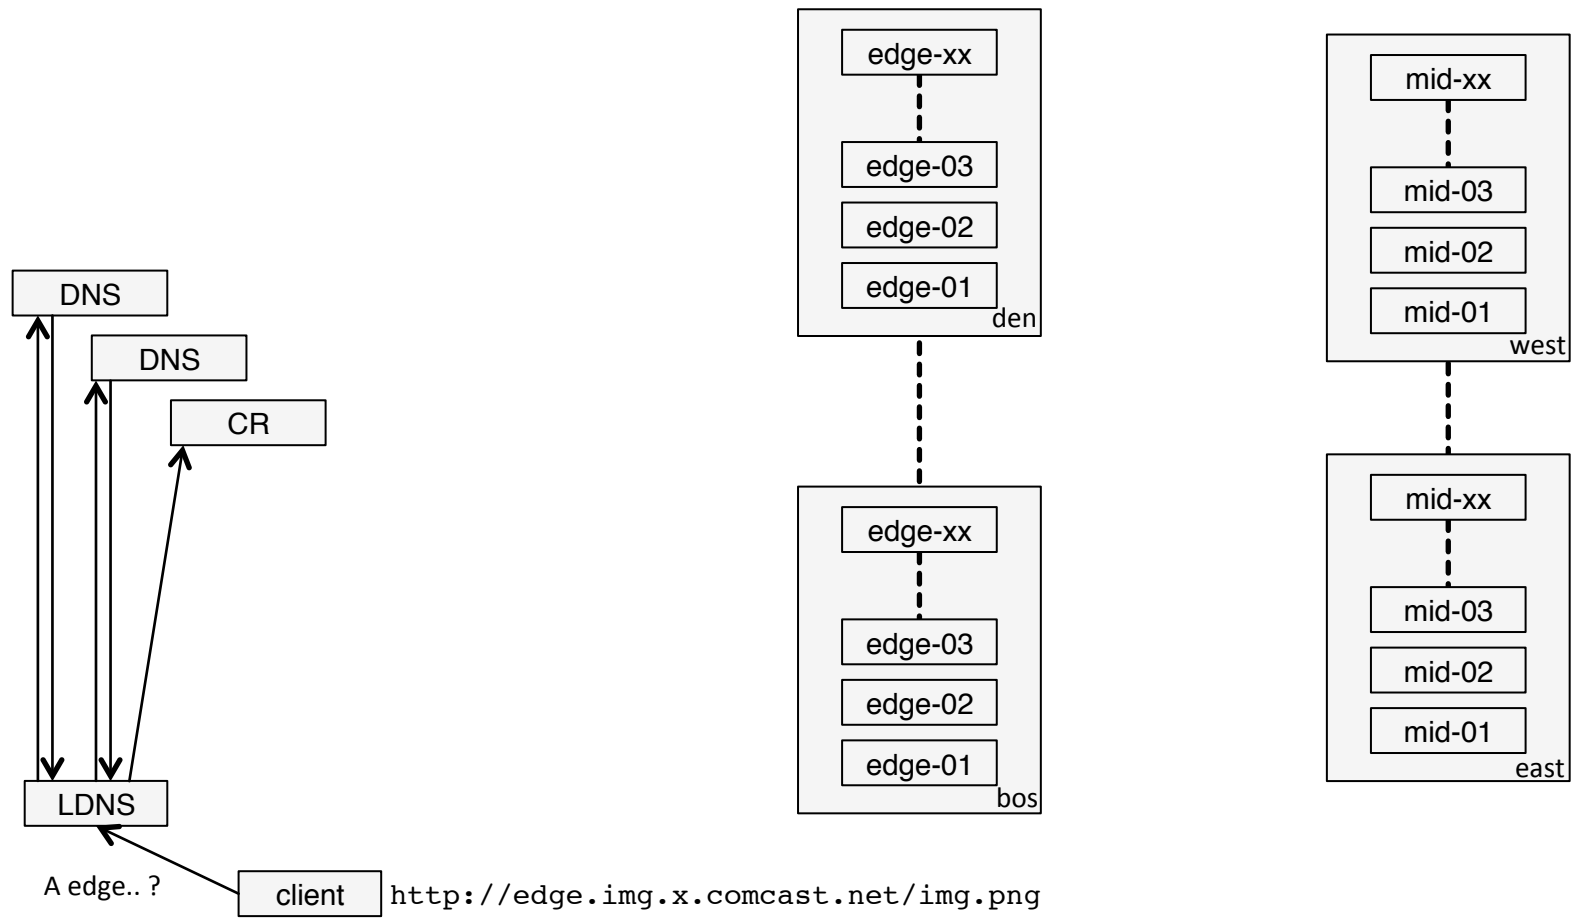 DNS
DNS
CR
LDNS
A edge.. ?
client
http://edge.img.x.comcast.net/img.png
edge-xx
edge-03
edge-02
edge-01
den
edge-xx
edge-03
edge-02
edge-01
bos
mid-xx
mid-03
mid-02
mid-01
west
mid-xx
mid-03
mid-02
mid-01
east